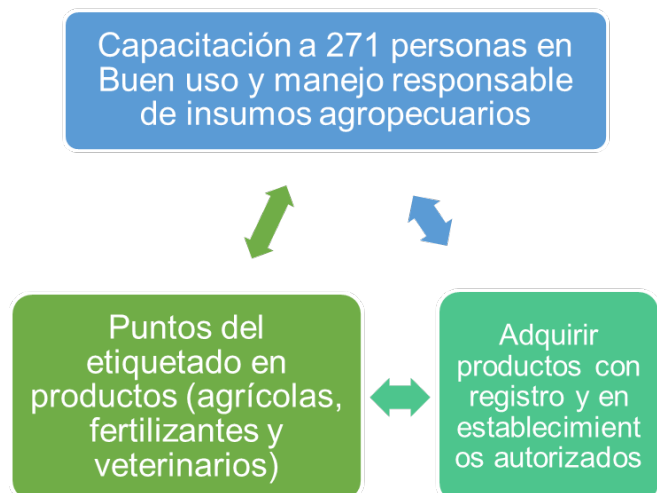 Capacitación a 271 personas en
Buen uso y manejo responsable
de insumos agropecuarios
Puntos del
etiquetado en
productos (agrícolas,
fertilizantes y
veterinarios)
Adquirir
productos con
registro y en
establecimient
os autorizados